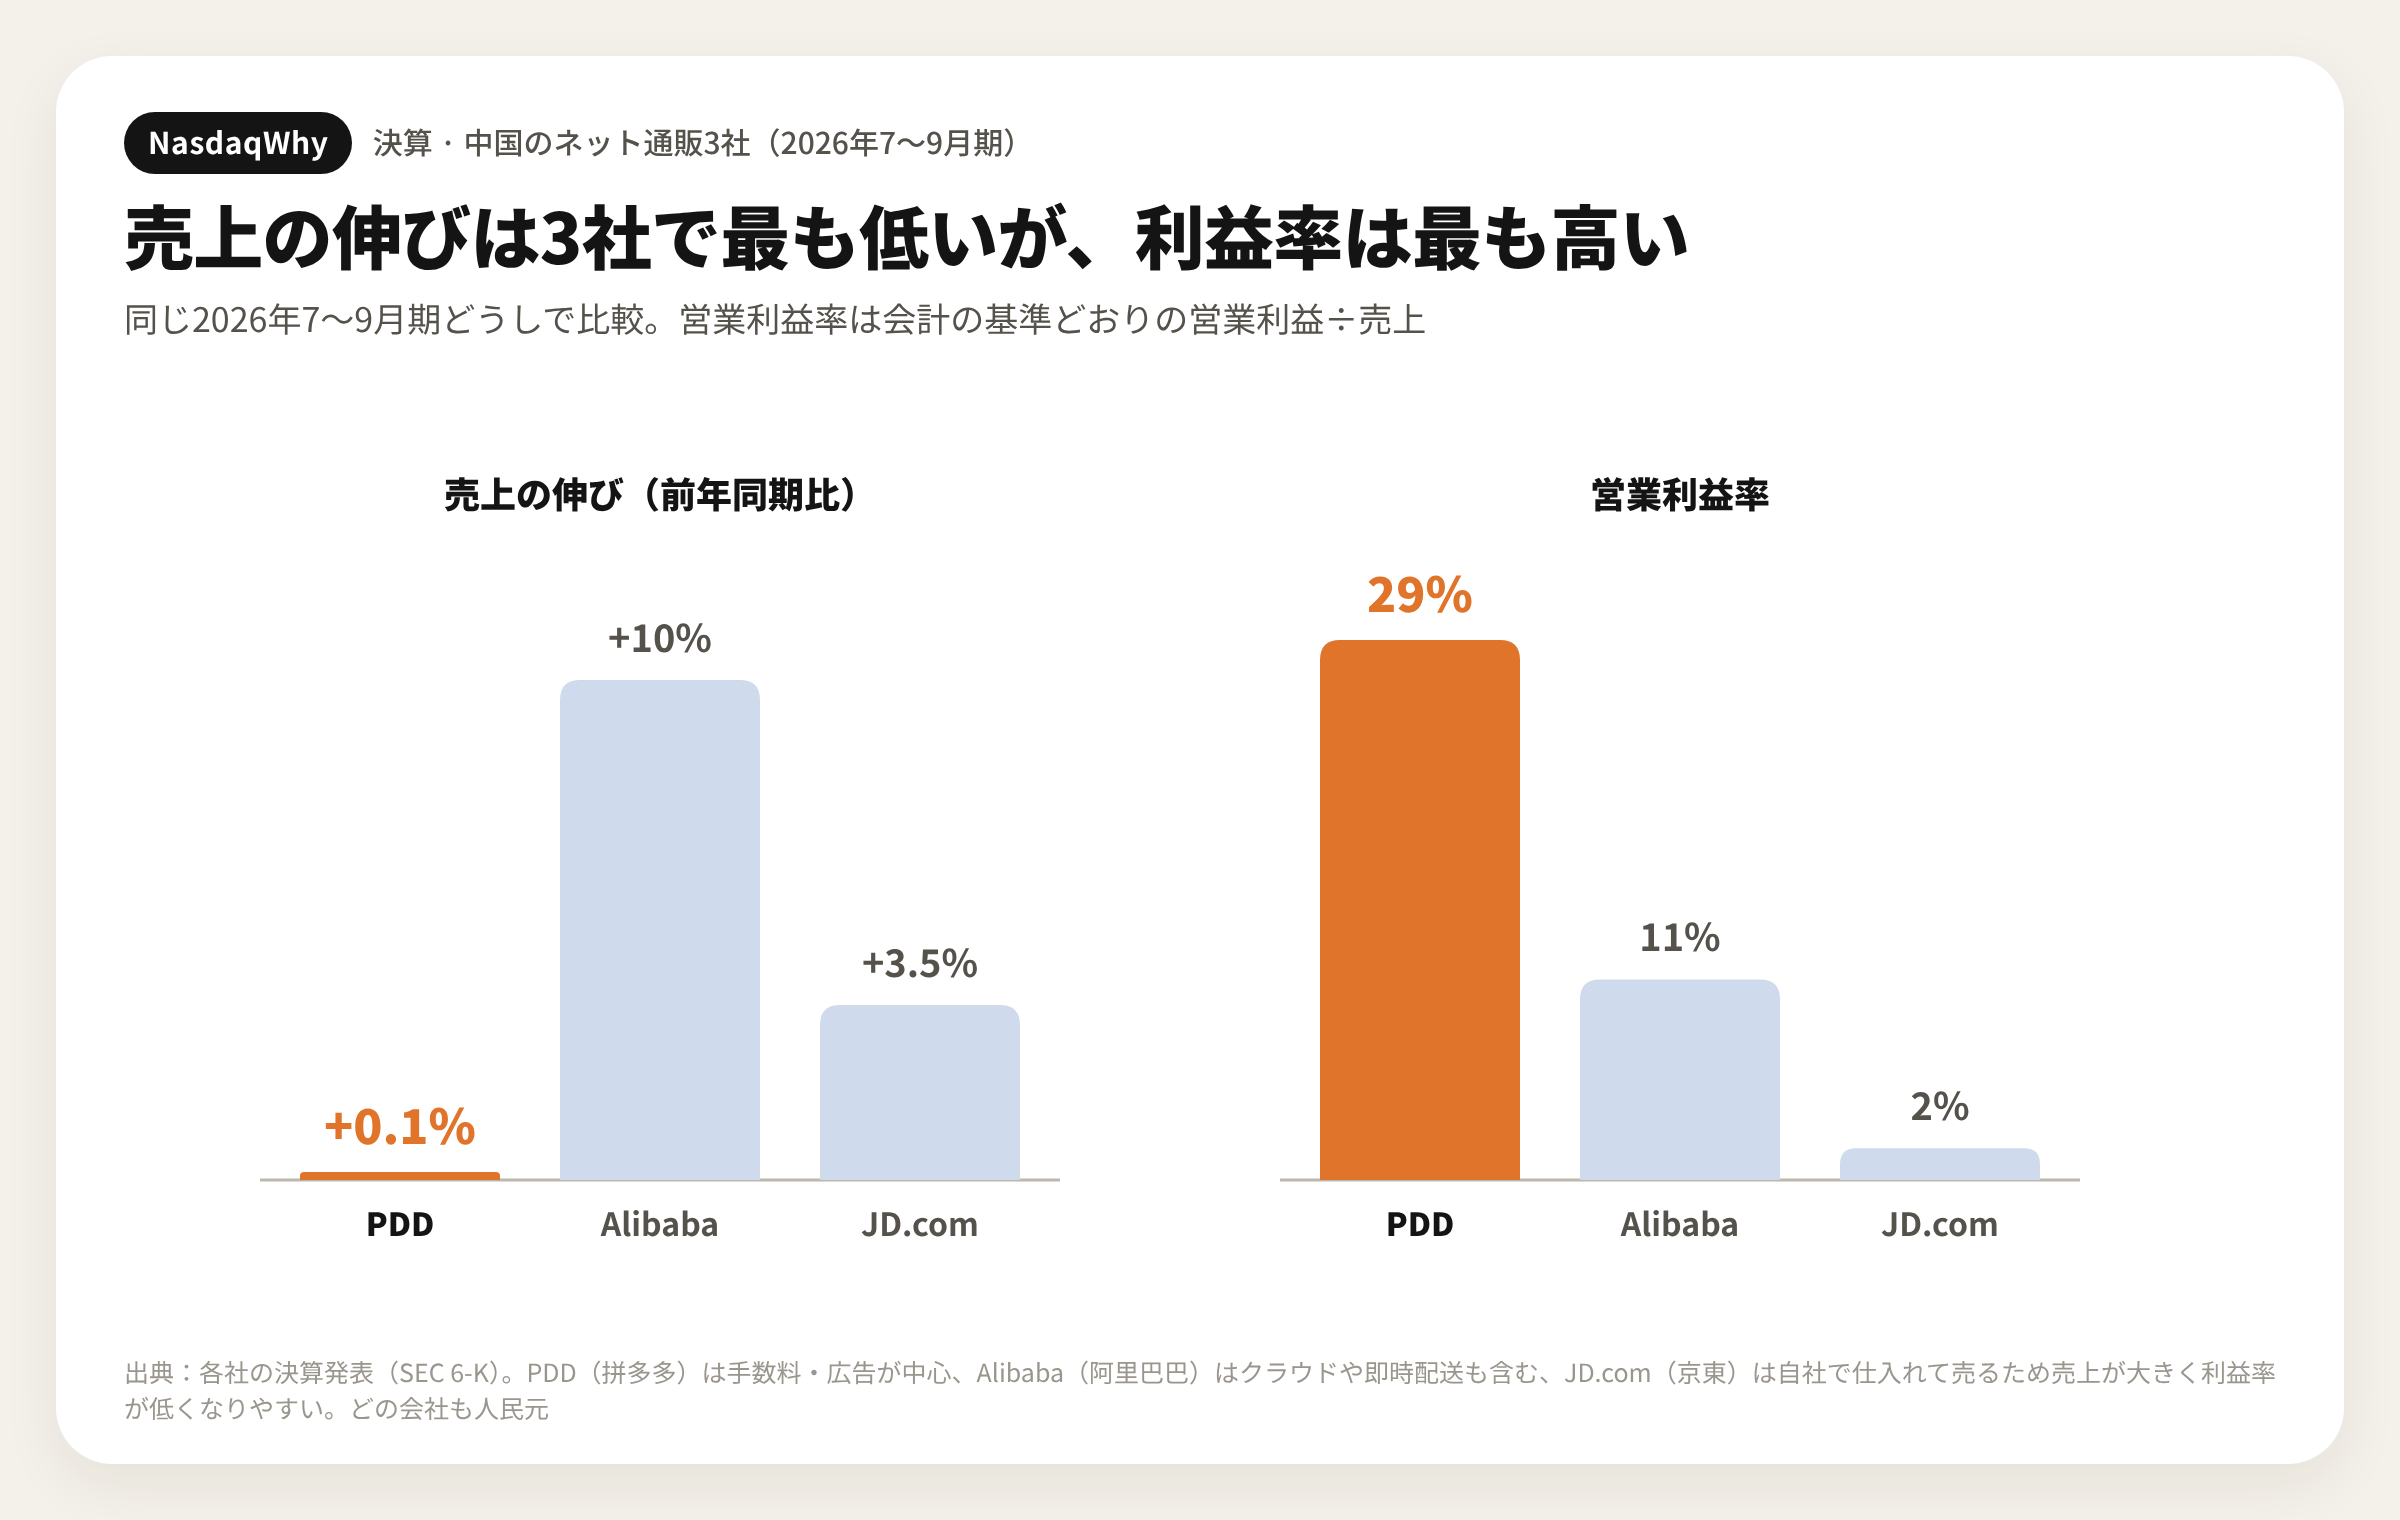 NasdaqWhy 決算・中国のネット通販3社（2026年7〜9月期）
売上の伸びは3社で最も低いが、利益率は最も高い
同じ2026年7〜9月期どうしで比較。営業利益率は会計の基準どおりの営業利益÷売上
売上の伸び（前年同期比）
+0.1%
+10%
+3.5%
PDD
Alibaba
JD.com
営業利益率
29%
11%
2%
PDD
Alibaba
JD.com
出典：各社の決算発表（SEC 6-K）。PDD（拼多多）は手数料・広告が中心、Alibaba（阿里巴巴）はクラウドや即時配送も含む、JD.com（京東）は自社で仕入れて売るため売上が大きく利益率
が低くなりやすい。どの会社も人民元